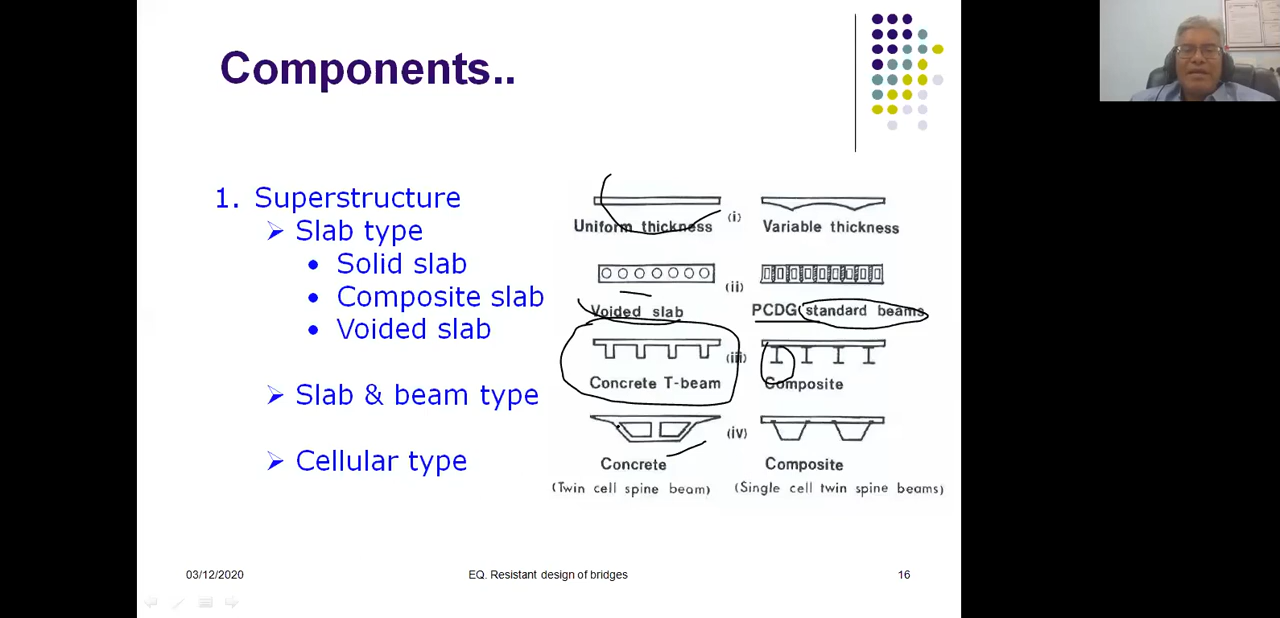 Components..
1. Superstructure
Slab type
Solid slab
Composite slab
Voided slab
Slab & beam type
Cellular type
Uniform thickness
(i)
Variable thickness
Voided slab
(ii)
PCDG standard beams
Concrete T-beam
(iii)
Composite
Concrete
(iv)
Composite
(Twin cell spine beam)
(Single cell twin spine beams)
03/12/2020
EQ. Resistant design of bridges
16